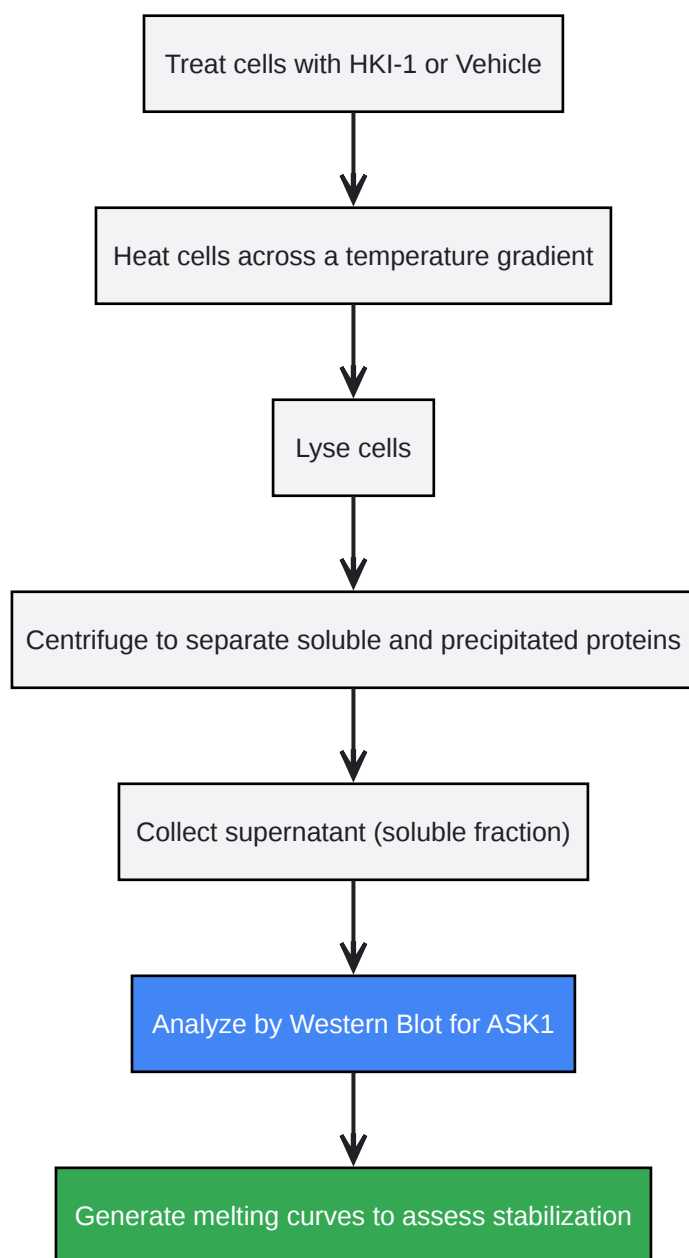 Treat cells with HKI-1 or Vehicle
Heat cells across a temperature gradient
Lyse cells
Centrifuge to separate soluble and precipitated proteins
Collect supernatant (soluble fraction)
Analyze by Western Blot for ASK1
Generate melting curves to assess stabilization